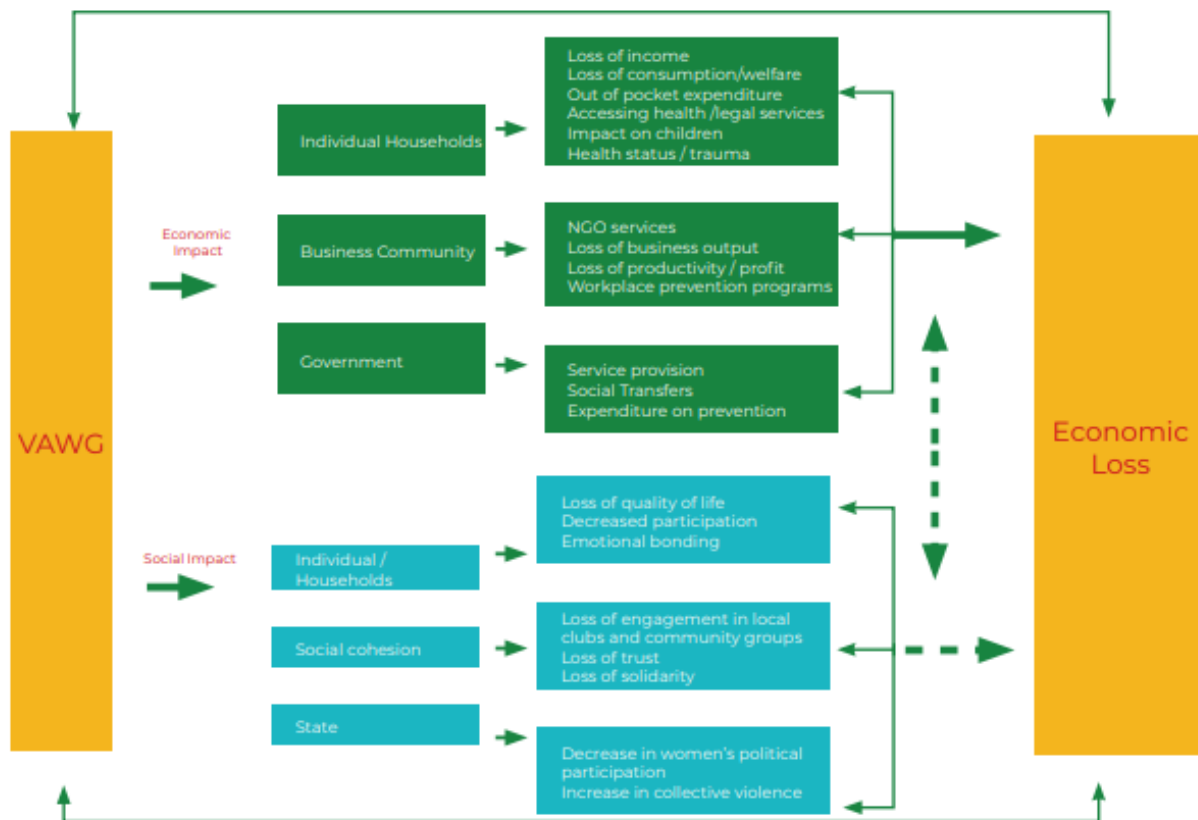 VAWG
Economic
Impact
Individual Households
Loss of income
Loss of consumption/welfare
Out of pocket expenditure
Accessing health /legal services
Impact on children
Health status / trauma
Business Community
NGO services
Loss of business output
Loss of productivity / profit
Workplace prevention programs
Government
Service provision
Social Transfers
Expenditure on prevention
Social Impact
Individual /
Households
Loss of quality of life
Decreased participation
Emotional bonding
Social cohesion
Loss of engagement in local
clubs and community groups
Loss of trust
Loss of solidarity
State
Decrease in women's political
participation
Increase in collective violence
Economic
Loss